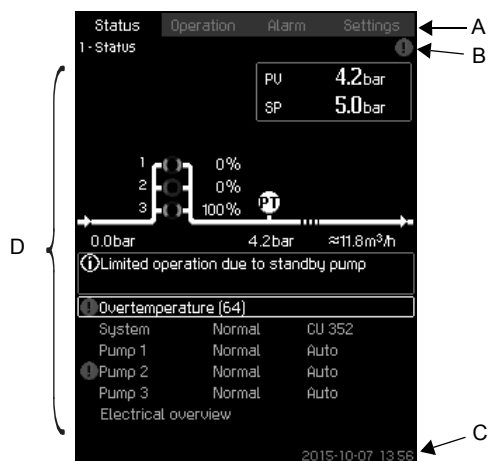 Status Operation Alarm Settings A
1 - Status B
PV 4.2bar
SP 5.0bar
1 0%
2 0%
3 100% PT
D
0.0bar 4.2bar ≈11.8m³/h
Limited operation due to standby pump
Overtemperature (64)
System Normal CU 352
Pump 1 Normal Auto
Pump 2 Normal Auto
Pump 3 Normal Auto
Electrical overview
C
2015-10-07 13:56